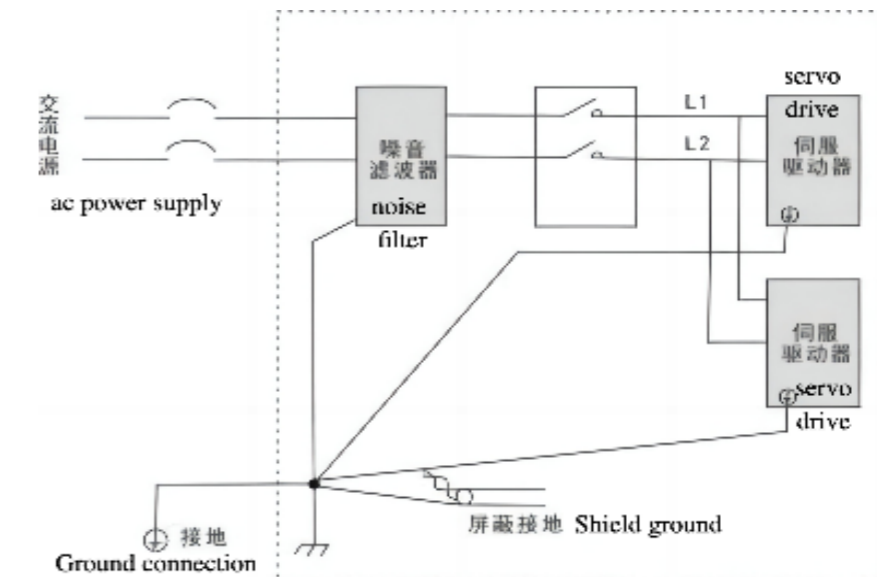 交流电源
ac power supply
噪音
滤波器
noise
filter
L1
L2
servo
drive
伺服
驱动器
伺服
驱动器
servo
drive
接地
Ground connection
屏蔽接地 Shield ground